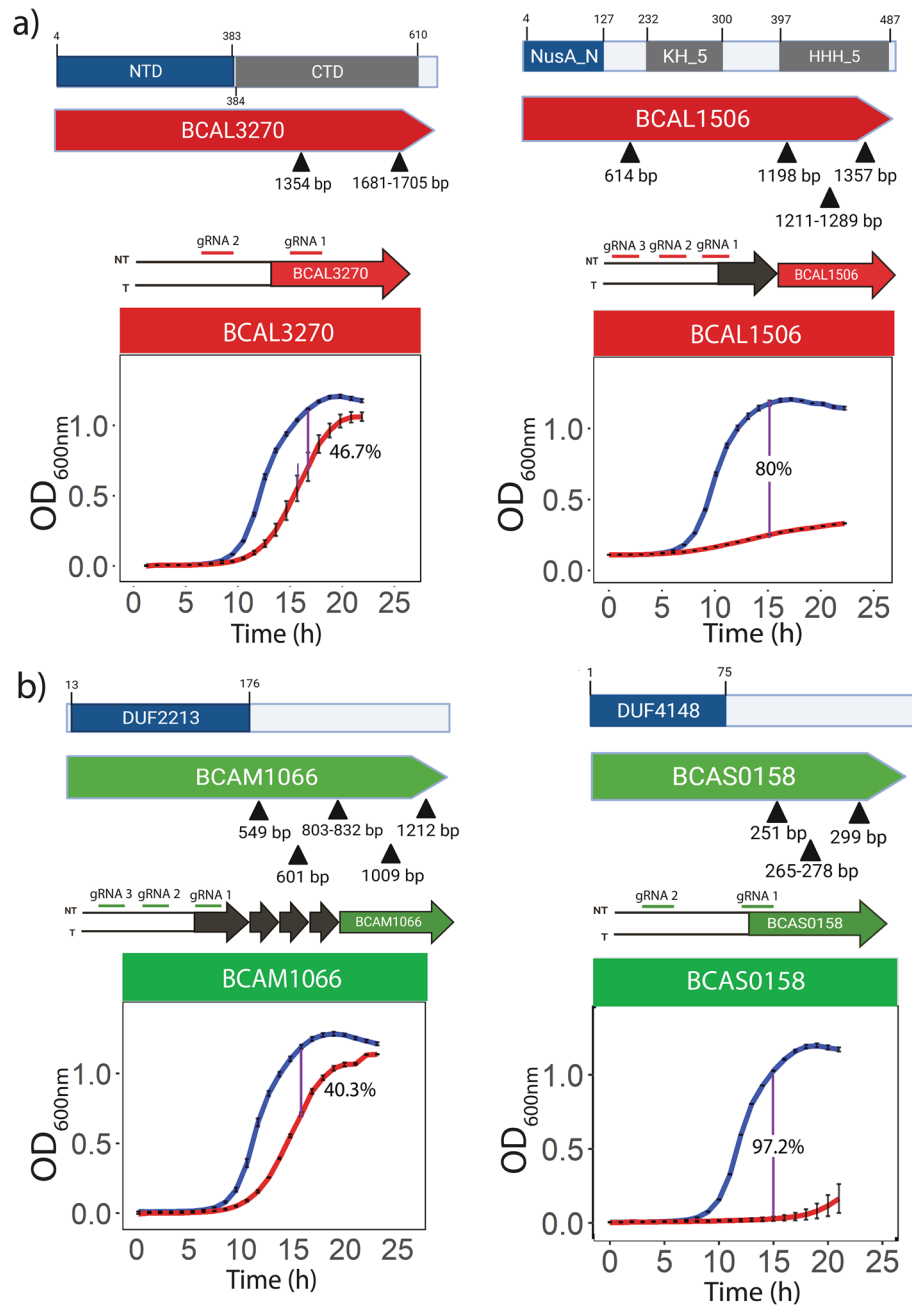 a)
4 383 610
NTD CTD
384
BCAL3270
1354 bp 1681-1705 bp
gRNA 2 gRNA 1
NT
BCAL3270
T
BCAL3270
OD600nm
1.0
0.5
0.0
46.7%
0 5 10 15 20 25
Time (h)
4 127 232 300 397 487
NusA_N KH_5 HHH_5
BCAL1506
614 bp 1198 bp 1357 bp
1211-1289 bp
gRNA 3 gRNA 2 gRNA 1
NT
BCAL1506
T
BCAL1506
OD600nm
1.0
0.5
0.0
80%
0 5 10 15 20 25
Time (h)
b)
13 176
DUF2213
BCAM1066
549 bp 803-832 bp 1212 bp
601 bp 1009 bp
gRNA 3 gRNA 2 gRNA 1
NT
BCAM1066
T
BCAM1066
OD600nm
1.0
0.5
0.0
40.3%
0 5 10 15 20 25
Time (h)
1 75
DUF4148
BCAS0158
251 bp 299 bp
265-278 bp
gRNA 2 gRNA 1
NT
BCAS0158
T
BCAS0158
OD600nm
1.0
0.5
0.0
97.2%
0 5 10 15 20 25
Time (h)